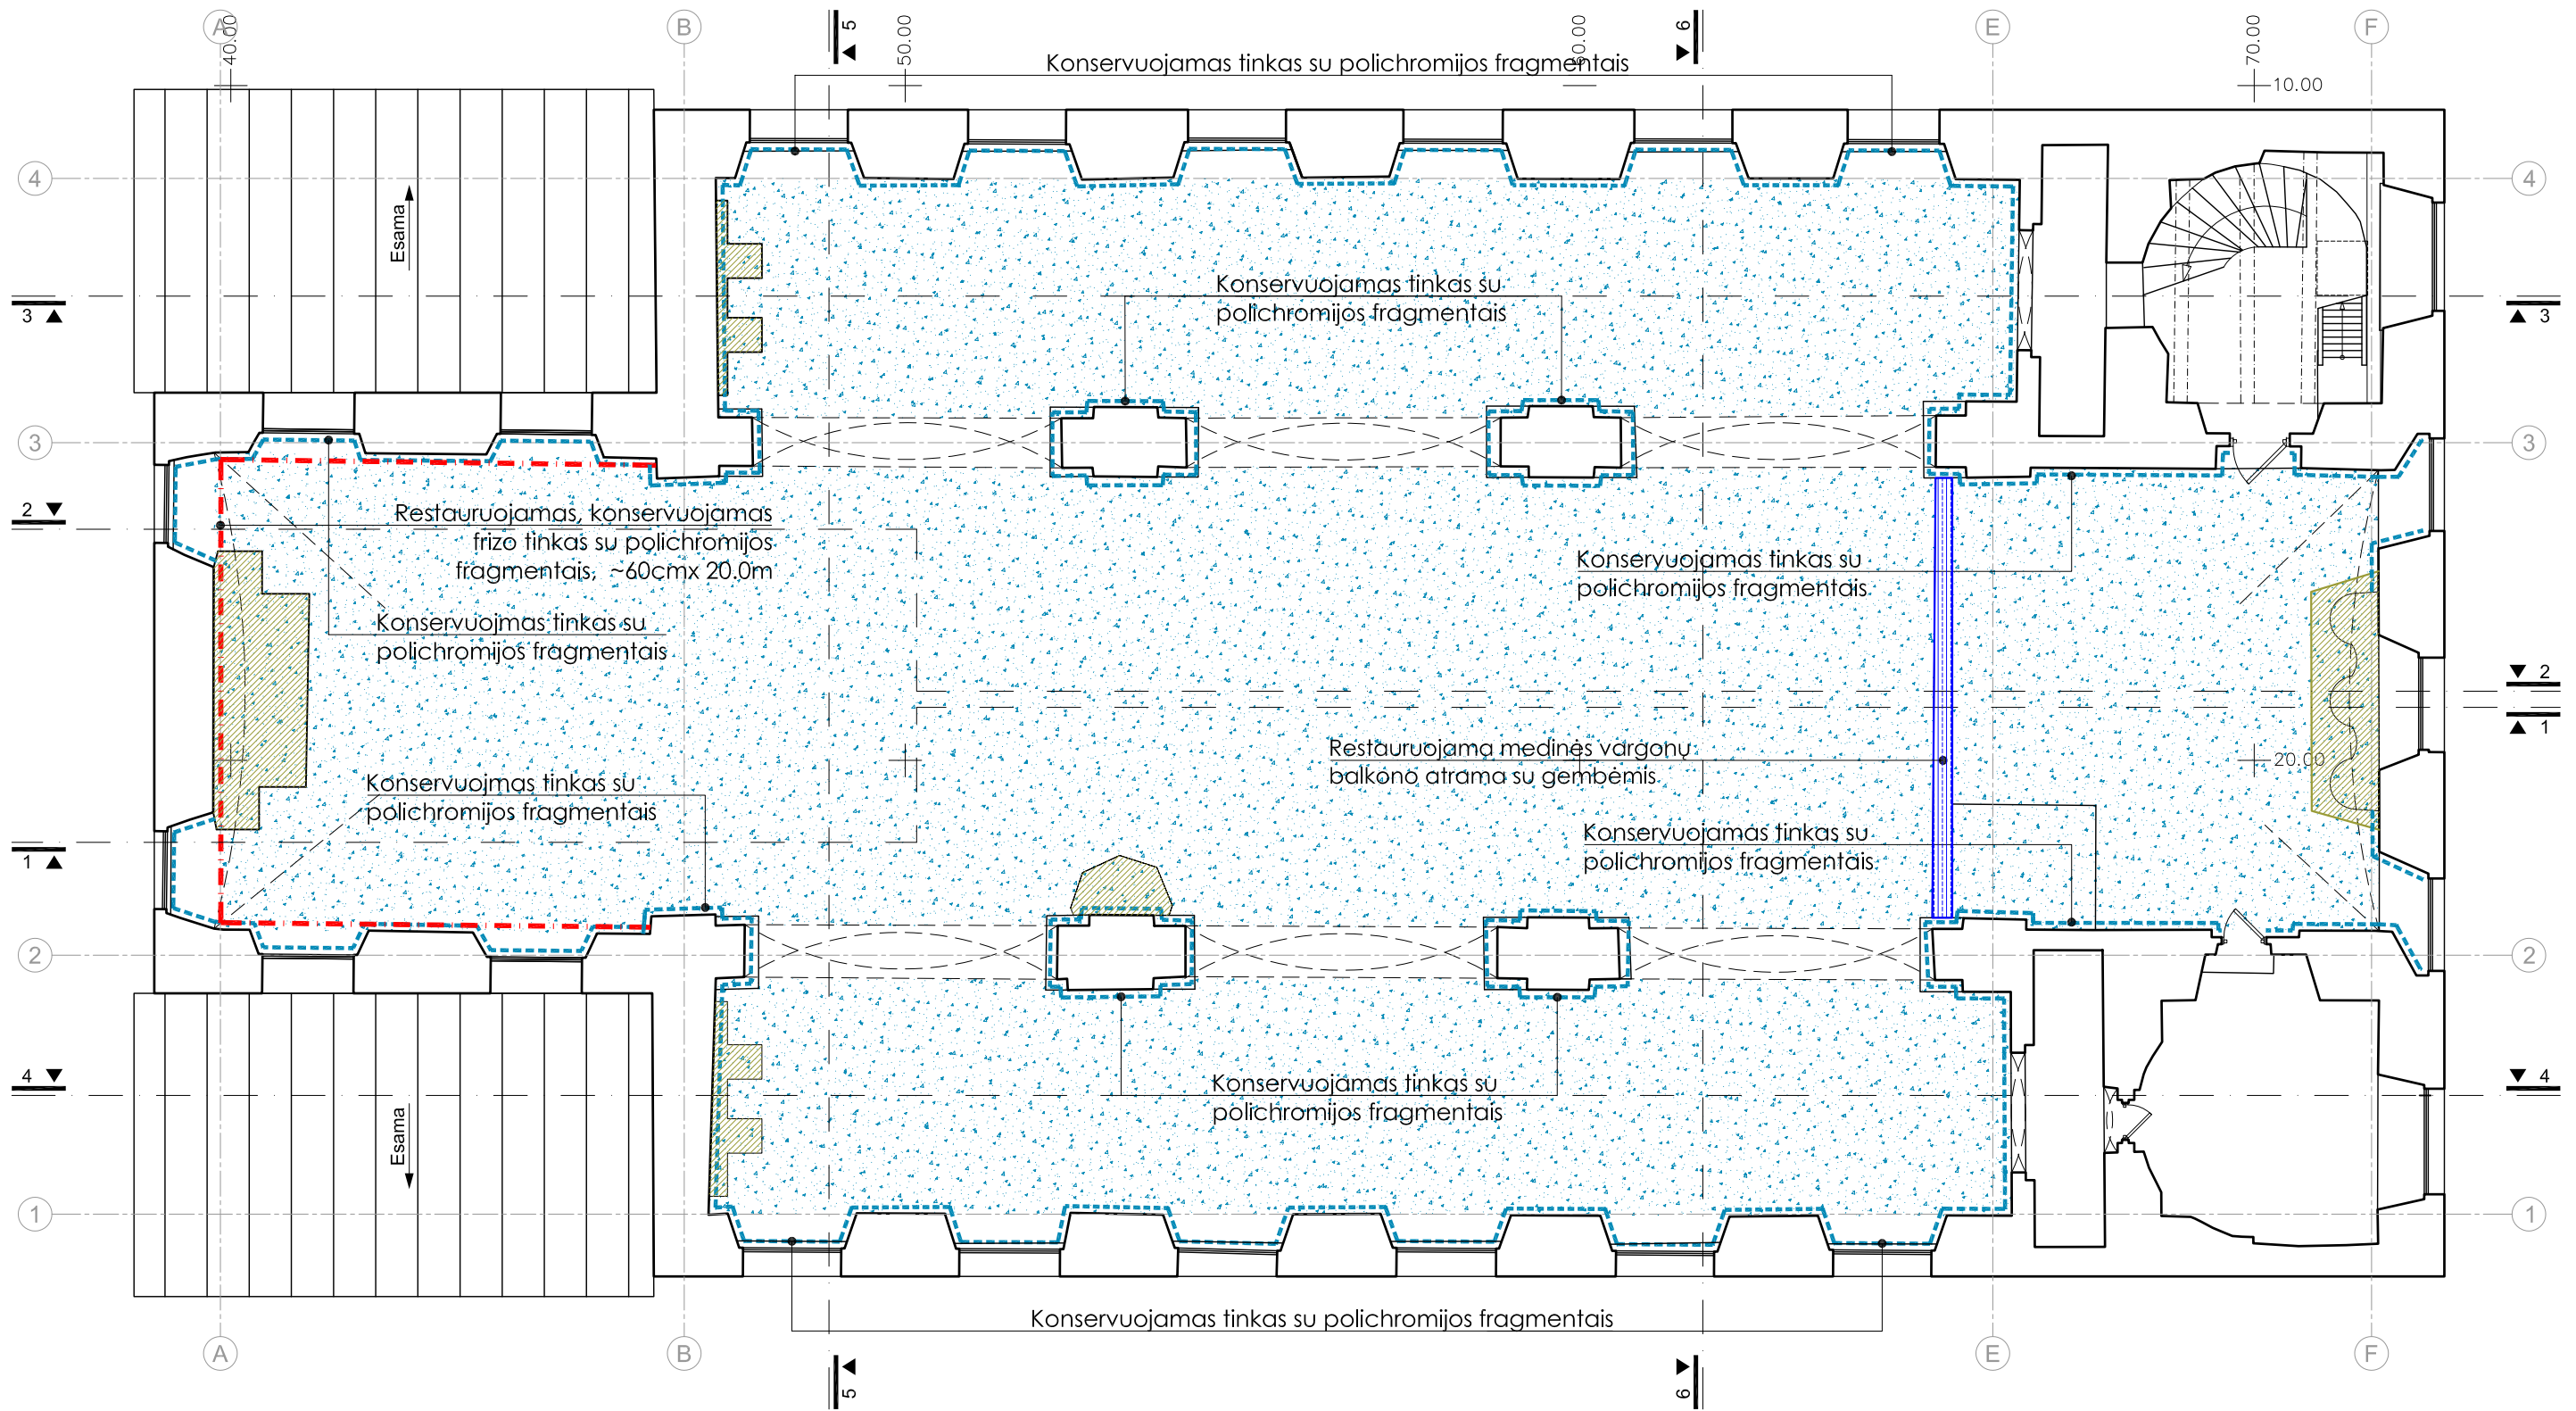 A
B
E
F
40.00
50.00
60.00
70.00
5
6
Konservuojamas tinkas su polichromijos fragmentais
10.00
4
4
Esama
Konservuojamas tinkas su
polichromijos fragmentais
3
3
3
3
2
Restauruojamas, konservuojamas
frizo tinkas su polichromijos
fragmentais, ~60cmx 20.0m
Konservuojamas tinkas su
polichromijos fragmentais
Konservuojmas tinkas su
polichromijos fragmentais
2
1
Restauruojama medinės vargonų
balkono atrama su gembėmis
20.00
Konservuojmas tinkas su
polichromijos fragmentais
Konservuojamas tinkas su
polichromijos fragmentais
1
2
2
4
4
Konservuojamas tinkas su
polichromijos fragmentais
Esama
1
1
Konservuojamas tinkas su polichromijos fragmentais
A
B
E
F
5
6